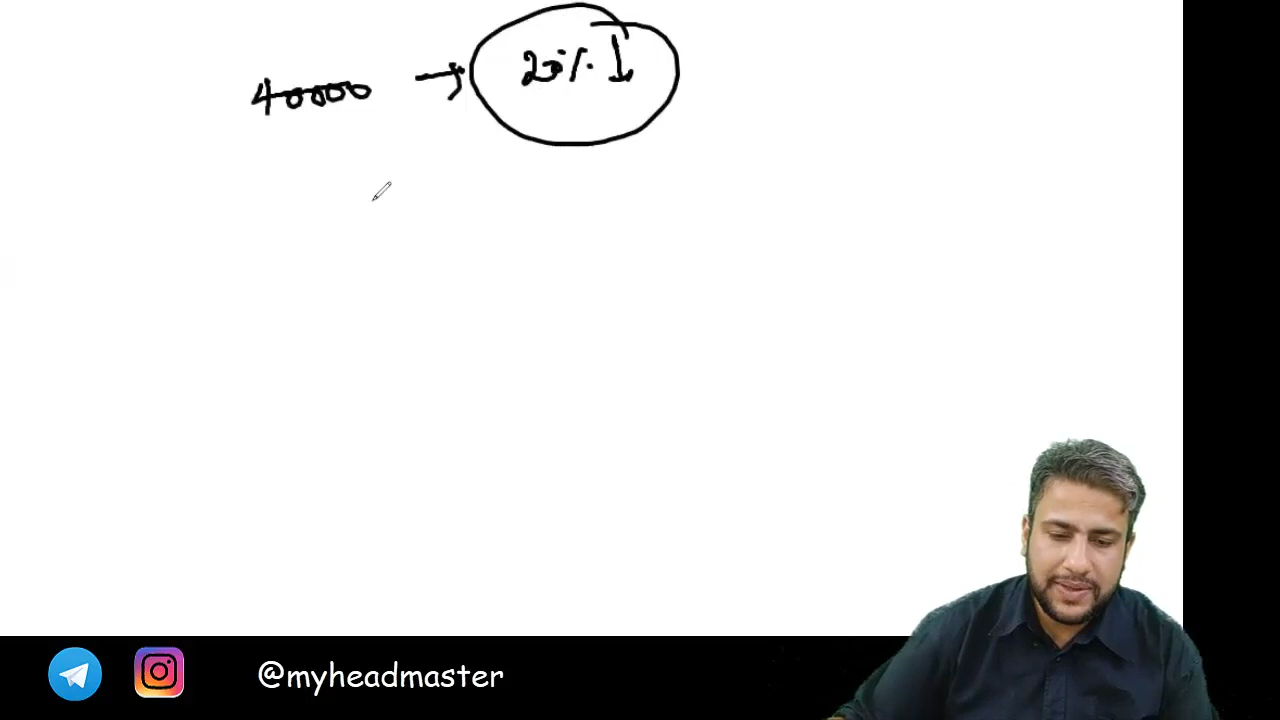 40000 → 20% ↓
@myheadmaster